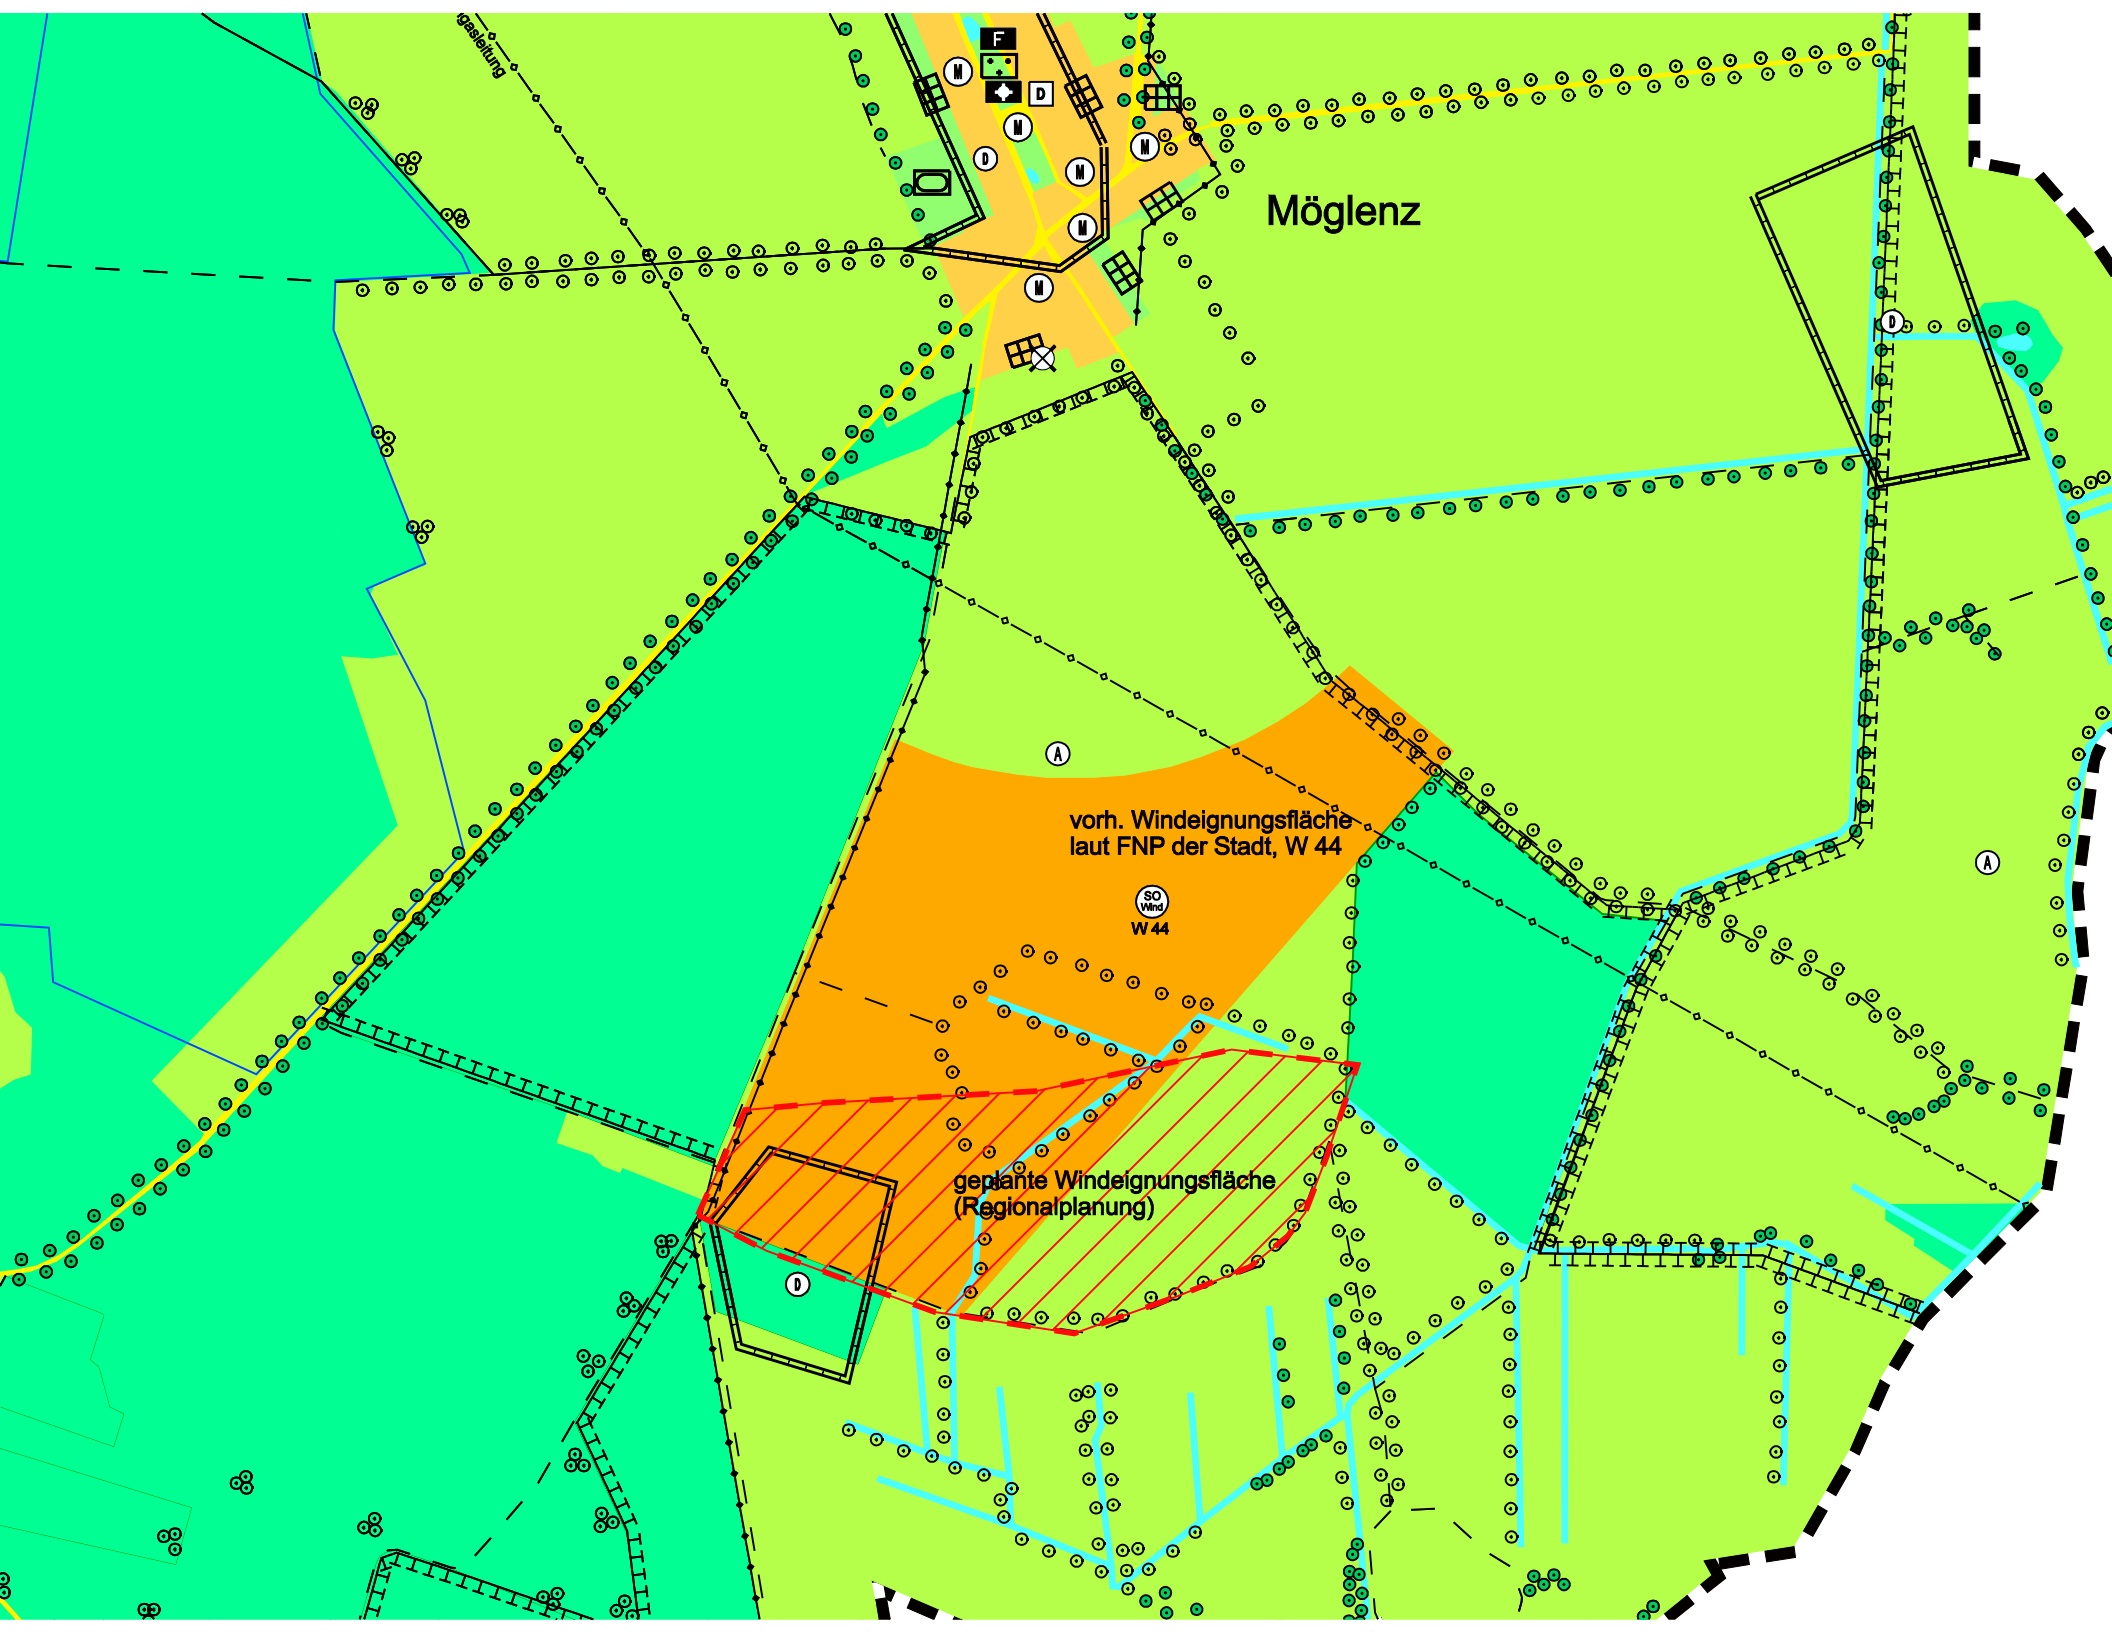 gasleitung
F
M
D
M
D
M
M
M
M
Möglenz
D
A
vorh. Windeignungsfläche
laut FNP der Stadt, W 44
A
SO
Wind
W 44
geplante Windeignungsfläche
(Regionalplanung)
D